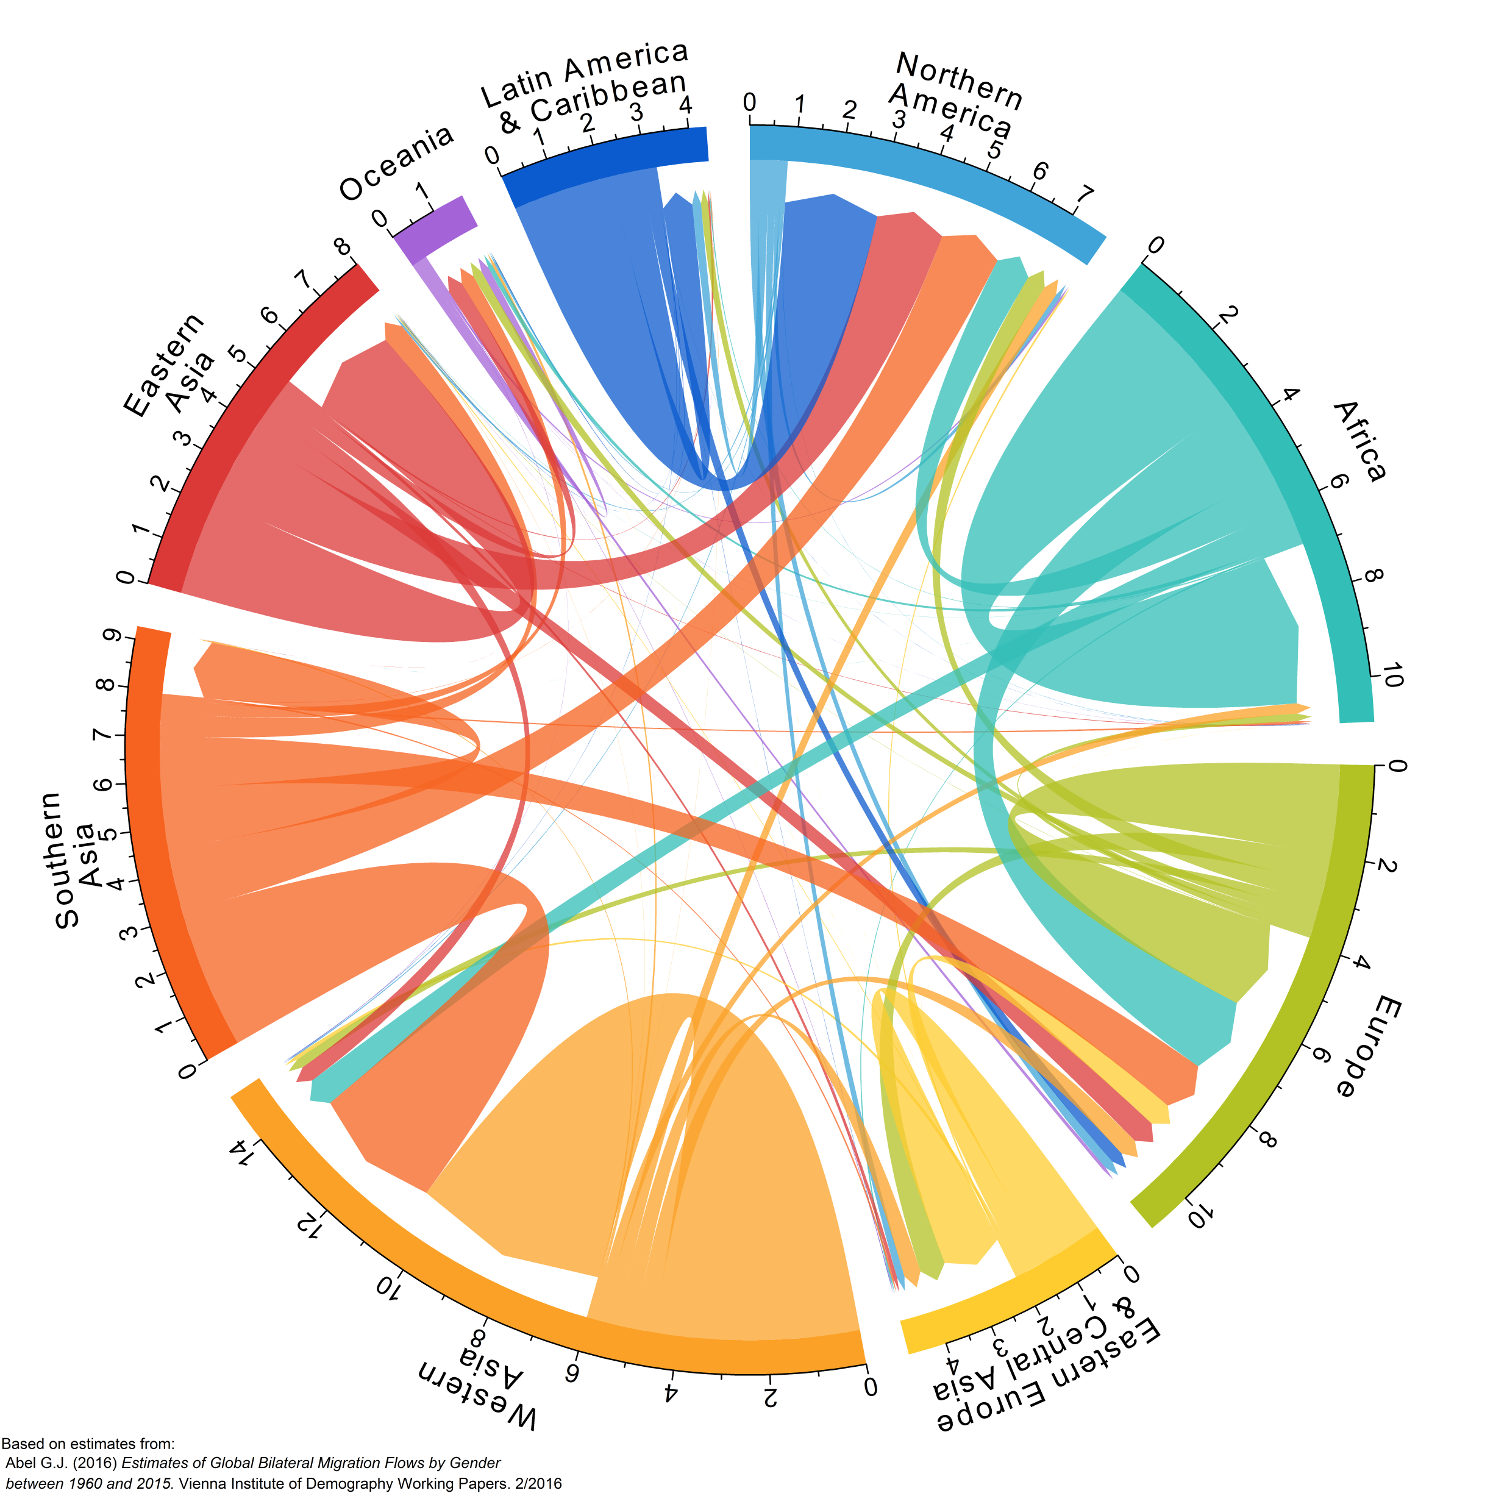 Latin America
& Caribbean
0 1 2 3 4
Northern
America
0 1 2 3 4 5 6 7
Africa
0 2 4 6 8 10
Europe
0 2 4 6 8 10
Eastern Europe
& Central Asia
0 1 2 3 4
Western
Asia
0 2 4 6 8 10 12 14
Southern
Asia
0 1 2 3 4 5 6 7 8 9
Eastern
Asia
0 1 2 3 4 5 6 7 8
Oceania
0 1
Based on estimates from:
Abel G.J. (2016) Estimates of Global Bilateral Migration Flows by Gender
between 1960 and 2015. Vienna Institute of Demography Working Papers. 2/2016